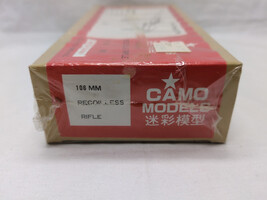 106 MM
RECOILLESS
RIFLE
CAMO
MODELS
迷彩模型